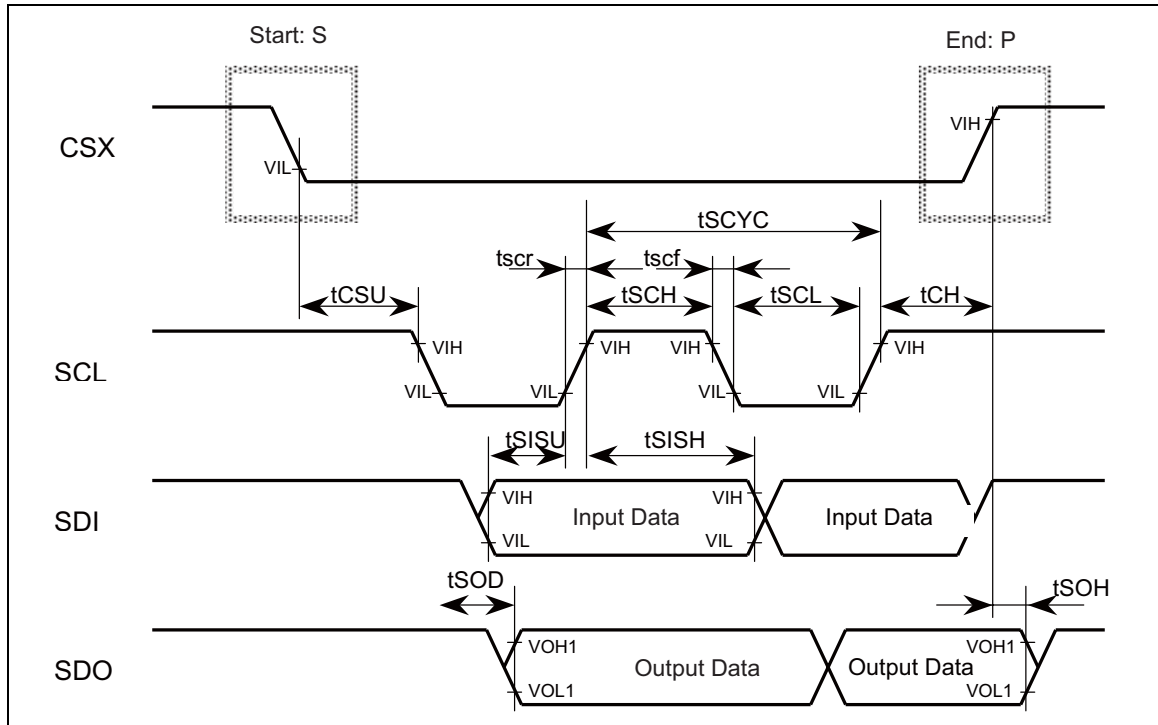 Start: S
End: P
CSX
VIL
VIH
tSCYC
tscr
tscf
tCSU
tSCH
tSCL
tCH
SCL
VIH
VIL
VIL
VIH
VIH
VIL
VIL
VIH
tSISU
tSISH
SDI
VIH
VIL
Input Data
VIH
VIL
Input Data
tSOD
tSOH
SDO
VOH1
VOL1
Output Data
Output Data
VOH1
VOL1